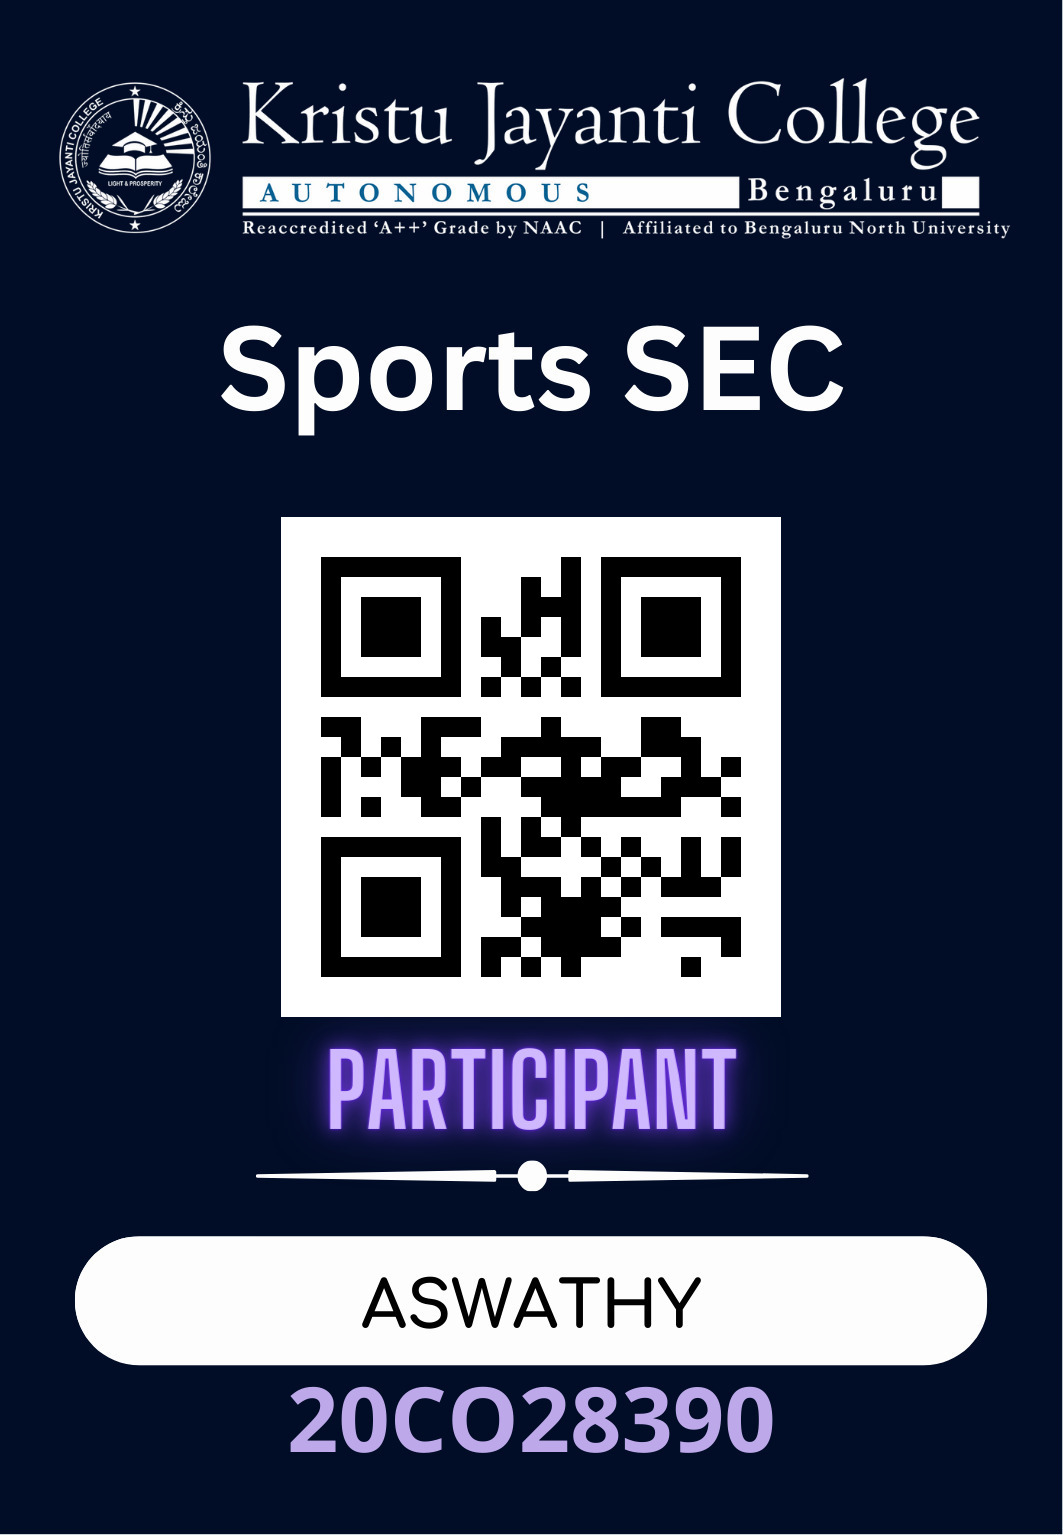 Kristu Jayanti College
AUTONOMOUS Bengaluru
Reaccredited ‘A++’ Grade by NAAC | Affiliated to Bengaluru North University
KRISTU JAYANTI COLLEGE
LIGHT & PROSPERITY
Sports SEC
PARTICIPANT
ASWATHY
20CO28390